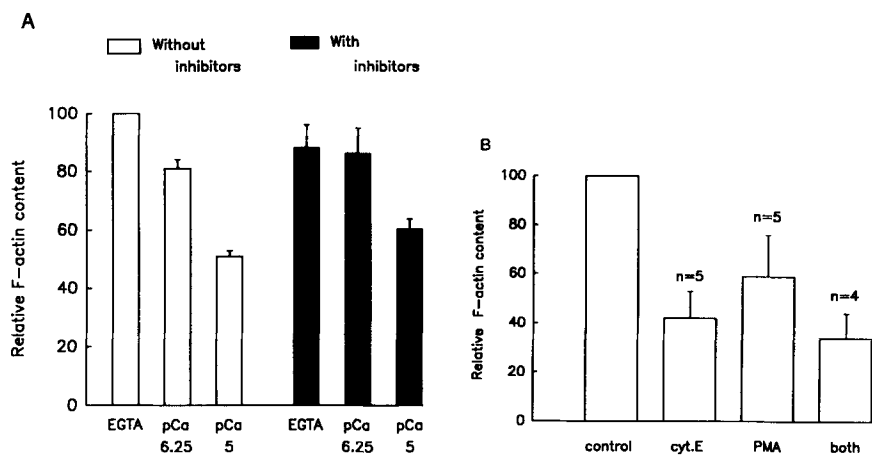 A
Without
inhibitors
With
inhibitors
Relative F-actin content
100
80
60
40
20
0
EGTA
pCa
6.25
pCa
5
EGTA
pCa
6.25
pCa
5
B
Relative F-actin content
100
80
60
40
20
0
n=5
n=5
n=4
control
cyt.E
PMA
both